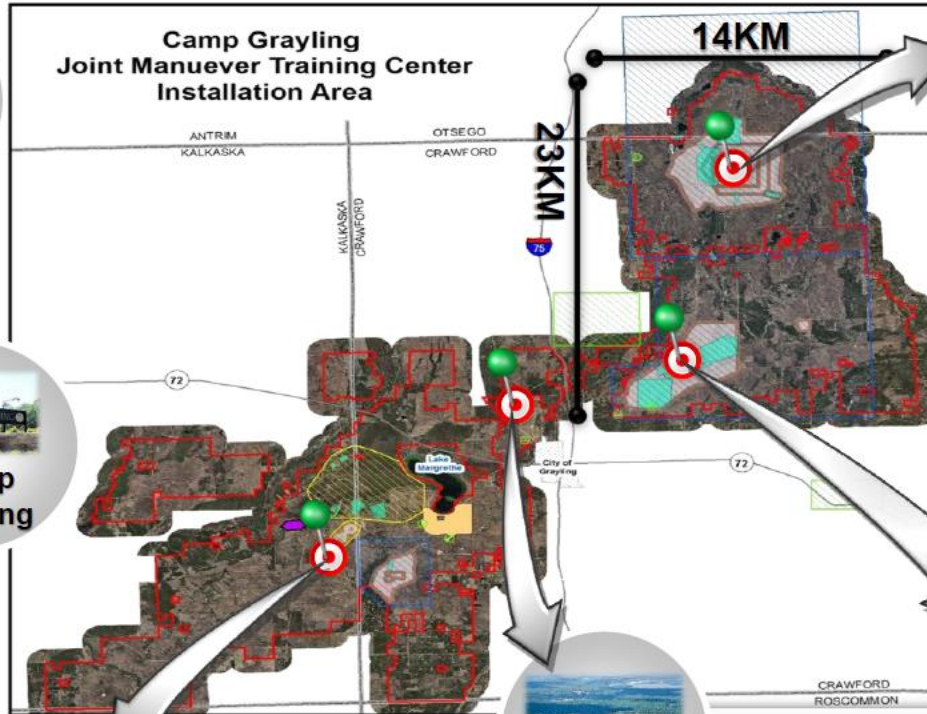 Camp Grayling
Joint Manuever Training Center
Installation Area
14KM
23KM
ANTRIM
KALKASKA
OTSEGO
CRAWFORD
KALKASKA
CRAWFORD
75
72
Lake
Margrethe
City of
Grayling
72
p
ng
CRAWFORD
ROSCOMMON